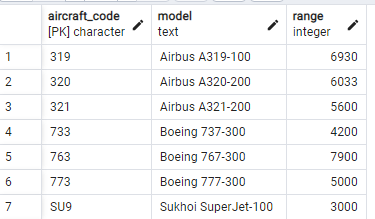 aircraft_code model range
[PK] character text integer
1 319 Airbus A319-100 6930
2 320 Airbus A320-200 6033
3 321 Airbus A321-200 5600
4 733 Boeing 737-300 4200
5 763 Boeing 767-300 7900
6 773 Boeing 777-300 5000
7 SU9 Sukhoi SuperJet-100 3000